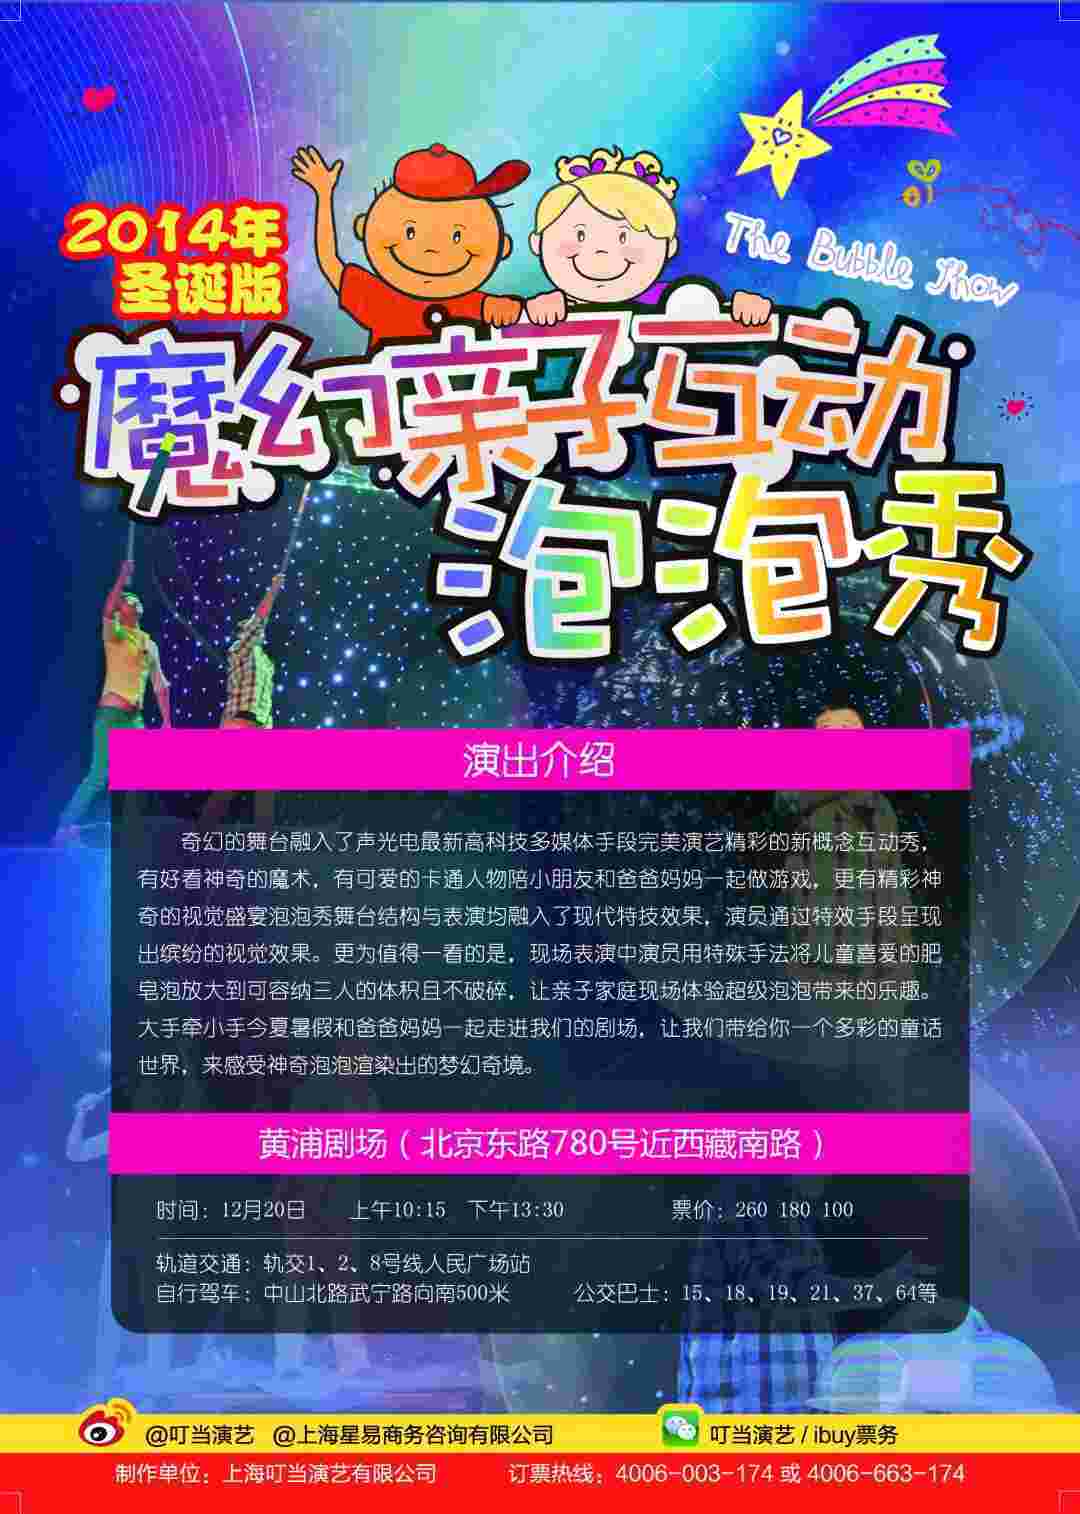 The Bubble Show
2014年
圣诞版
魔幻亲子互动
泡泡秀
演出介绍
奇幻的舞台融入了声光电最新高科技多媒体手段完美演艺精彩的新概念互动秀，
有好看神奇的魔术，有可爱的卡通人物陪小朋友和爸爸妈妈一起做游戏，更有精彩神
奇的视觉盛宴泡泡秀舞台结构与表演均融入了现代特技效果，演员通过特效手段呈现
出缤纷的视觉效果。更为值得一看的是，现场表演中演员用特殊手法将儿童喜爱的肥
皂泡放大到可容纳三人的体积且不破碎，让亲子家庭现场体验超级泡泡带来的乐趣。
大手牵小手今夏暑假和爸爸妈妈一起走进我们的剧场，让我们带给你一个多彩的童话
世界，来感受神奇泡泡渲染出的梦幻奇境。
黄浦剧场（北京东路780号近西藏南路）
时间：12月20日 上午10:15 下午13:30 票价：260 180 100
轨道交通：轨交1、2、8号线人民广场站
自行驾车：中山北路武宁路向南500米 公交巴士：15、18、19、21、37、64等
@叮当演艺 @上海星易商务咨询有限公司 叮当演艺 / ibuy票务
制作单位：上海叮当演艺有限公司 订票热线：4006-003-174 或 4006-663-174